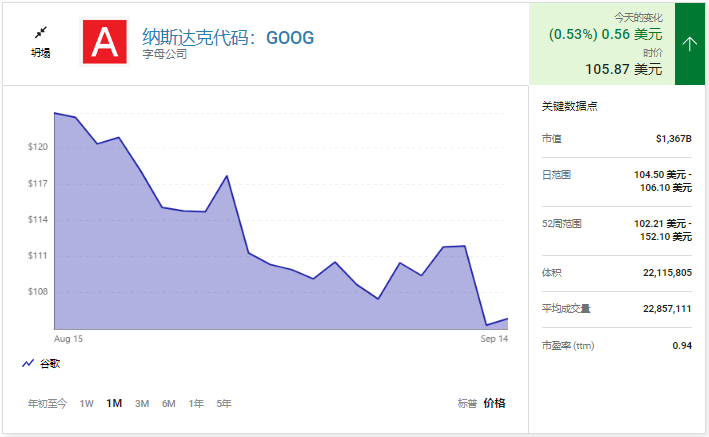 坍塌
A
纳斯达克代码：GOOG
字母公司
今天的变化
(0.53%) 0.56 美元
时价
105.87 美元
$120
$117
$114
$111
$108
Aug 15
Sep 14
谷歌
年初至今 1W 1M 3M 6M 1年 5年
标普 价格
关键数据点
市值 $1,367B
日范围 104.50 美元 -
106.10 美元
52周范围 102.21 美元 -
152.10 美元
体积 22,115,805
平均成交量 22,857,111
市盈率 (ttm) 0.94